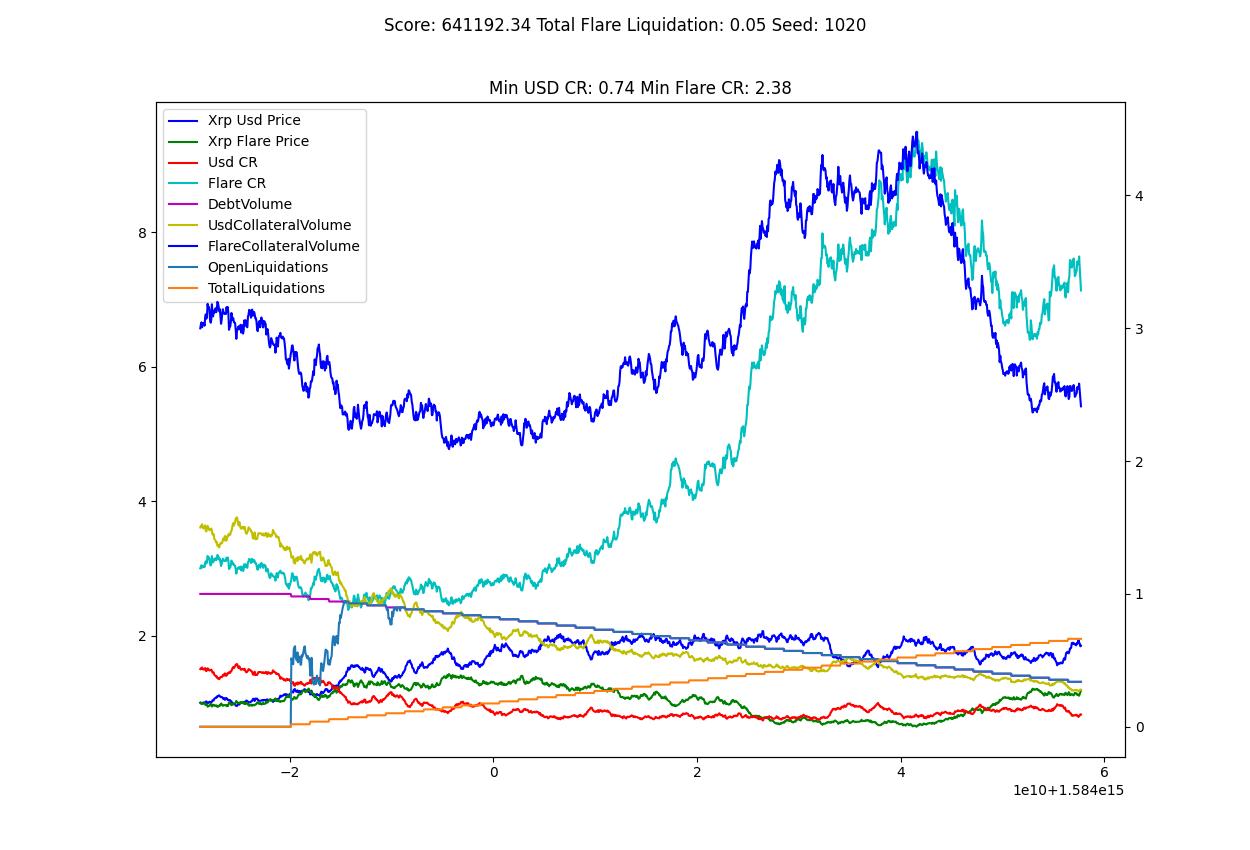 Score: 641192.34 Total Flare Liquidation: 0.05 Seed: 1020
Min USD CR: 0.74 Min Flare CR: 2.38
Xrp Usd Price
Xrp Flare Price
Usd CR
Flare CR
DebtVolume
UsdCollateralVolume
FlareCollateralVolume
OpenLiquidations
TotalLiquidations
8
6
4
2
4
3
2
1
0
−2
0
2
4
6
1e10+1.584e15